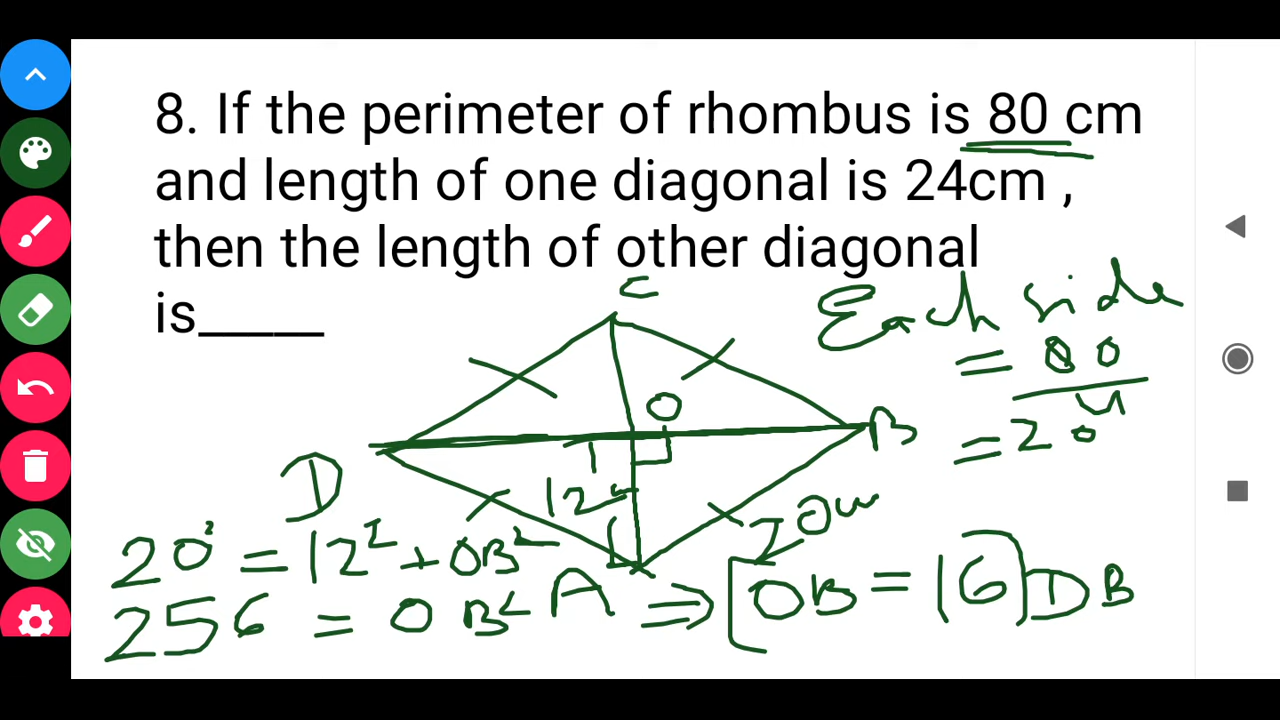 8. If the perimeter of rhombus is 80 cm
and length of one diagonal is 24cm ,
then the length of other diagonal
is_____
C
Each side
= 80
4
= 20
O
B
D
12
20² = 12² + OB²
A
256 = OB² ⇒ OB = 16 DB